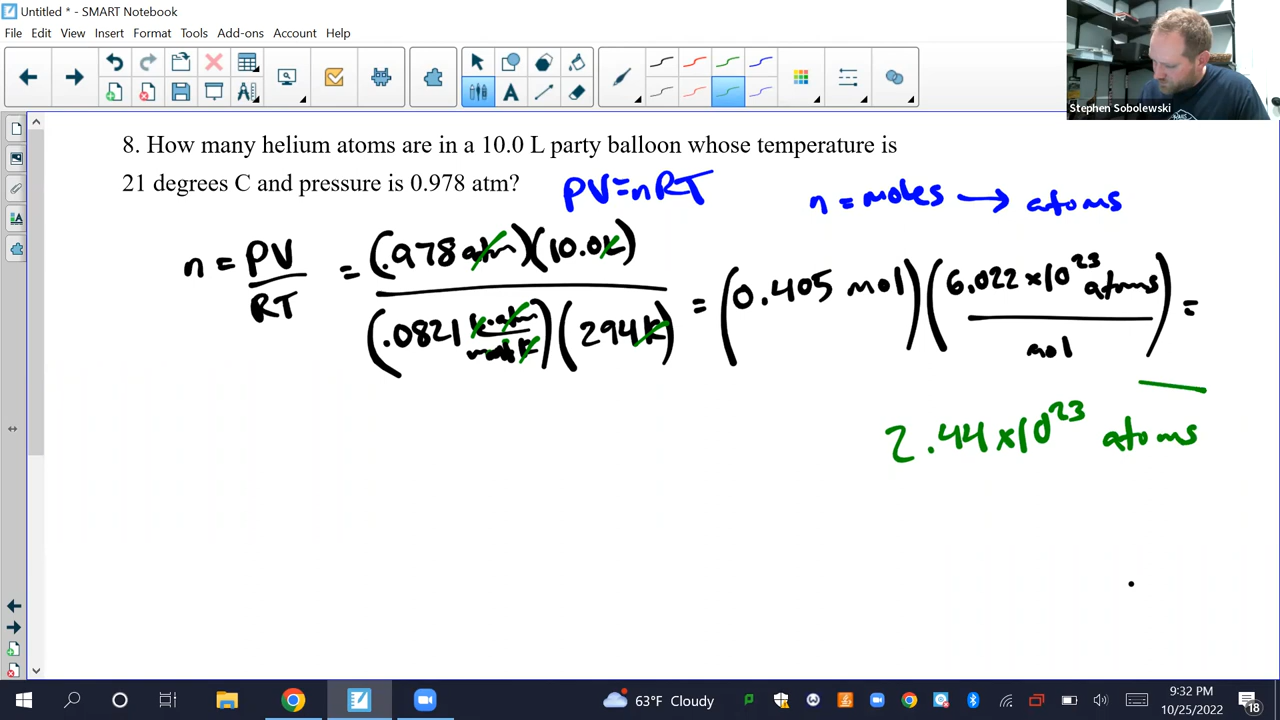 Untitled * - SMART Notebook
File Edit View Insert Format Tools Add-ons Account Help
Stephen Sobolewski
8. How many helium atoms are in a 10.0 L party balloon whose temperature is
21 degrees C and pressure is 0.978 atm?
PV=nRT
n = moles → atoms
n = PV/RT = (.978 atm)(10.0 L) / (.0821 L·atm/mol·K)(294 K) = (0.405 mol)(6.022 x 10^23 atoms / mol) =
2.44 x 10^23 atoms
63°F Cloudy
9:32 PM
10/25/2022
18